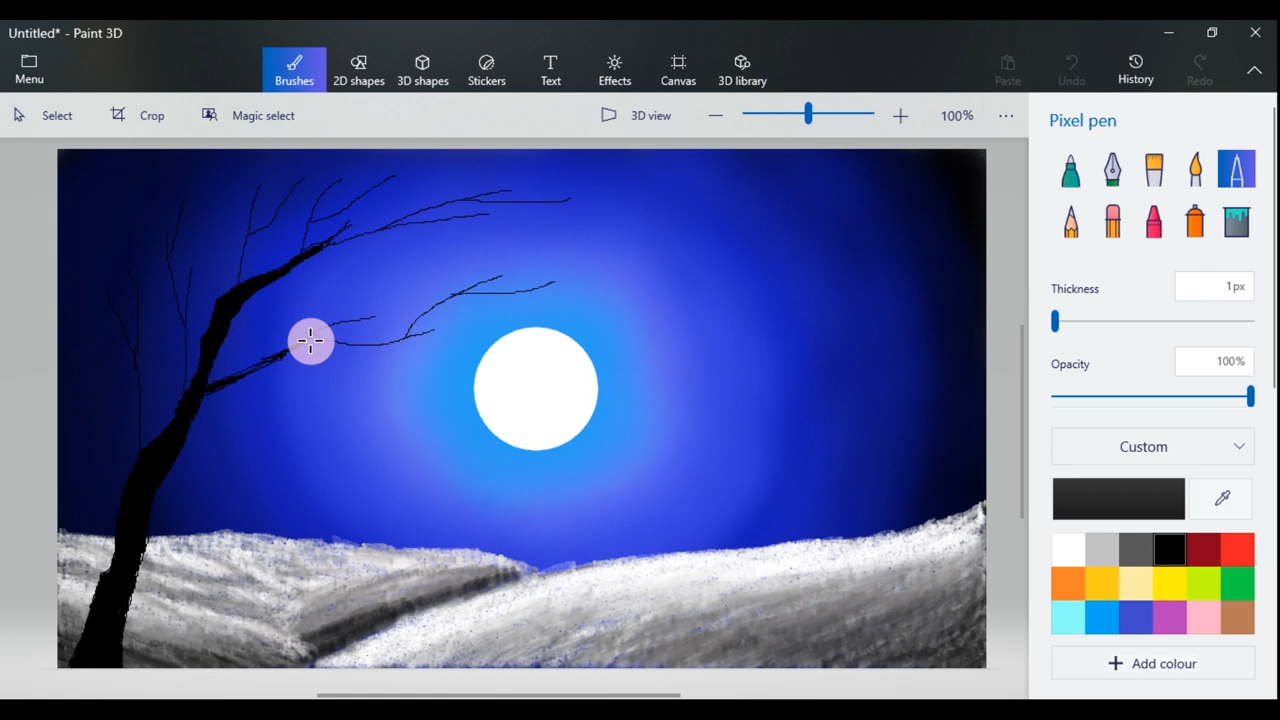 Untitled* - Paint 3D
Menu
Brushes
2D shapes
3D shapes
Stickers
Text
Effects
Canvas
3D library
Paste
Undo
History
Redo
Select
Crop
Magic select
3D view
100%
Pixel pen
Thickness
1px
Opacity
100%
Custom
Add colour